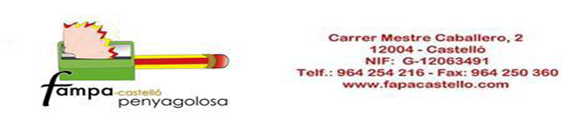 fampa-castelló
penyagolosa
Carrer Mestre Caballero, 2
12004 - Castelló
NIF: G-12063491
Telf.: 964 254 216 - Fax: 964 250 360
www.fapacastello.com